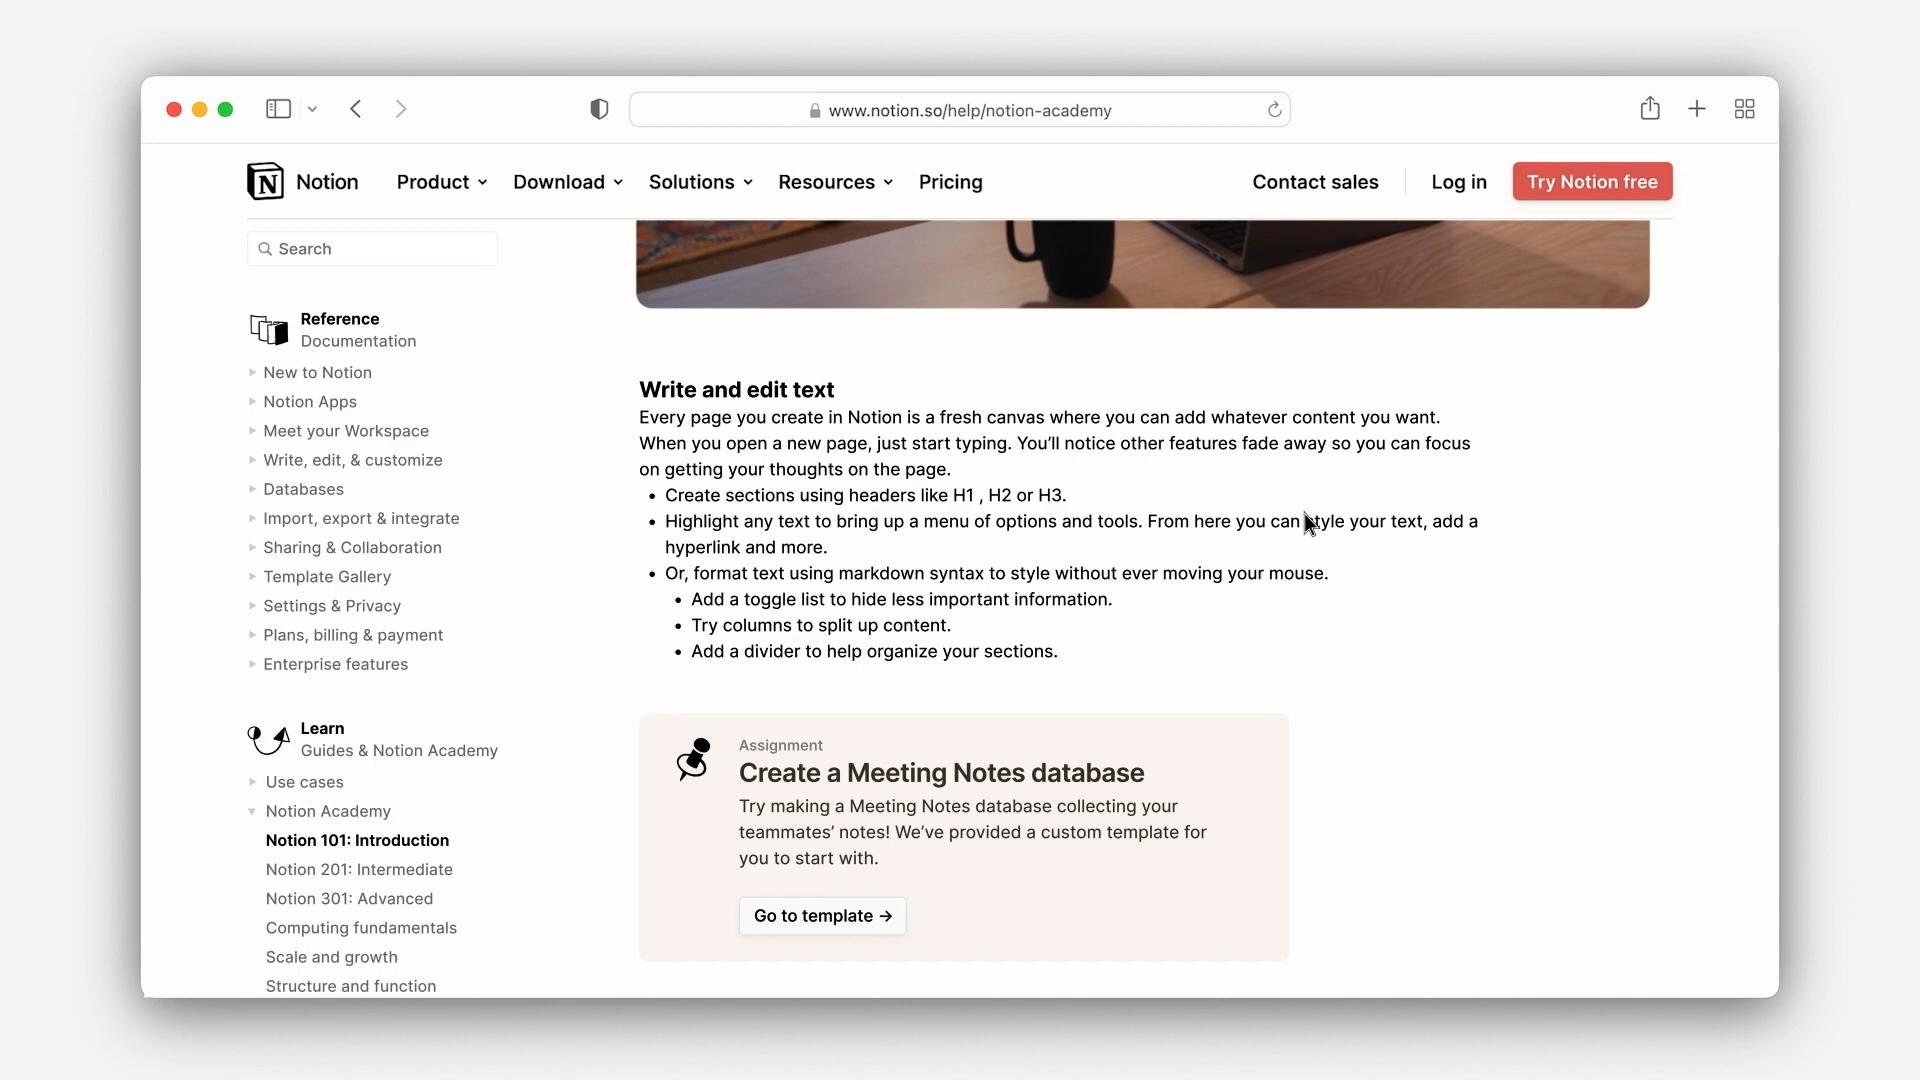 www.notion.so/help/notion-academy
Notion
Product
Download
Solutions
Resources
Pricing
Contact sales
Log in
Try Notion free
Search
Reference
Documentation
New to Notion
Notion Apps
Meet your Workspace
Write, edit, & customize
Databases
Import, export & integrate
Sharing & Collaboration
Template Gallery
Settings & Privacy
Plans, billing & payment
Enterprise features
Learn
Guides & Notion Academy
Use cases
Notion Academy
Notion 101: Introduction
Notion 201: Intermediate
Notion 301: Advanced
Computing fundamentals
Scale and growth
Structure and function
Write and edit text
Every page you create in Notion is a fresh canvas where you can add whatever content you want.
When you open a new page, just start typing. You’ll notice other features fade away so you can focus
on getting your thoughts on the page.
• Create sections using headers like H1 , H2 or H3.
• Highlight any text to bring up a menu of options and tools. From here you can style your text, add a
hyperlink and more.
• Or, format text using markdown syntax to style without ever moving your mouse.
• Add a toggle list to hide less important information.
• Try columns to split up content.
• Add a divider to help organize your sections.
Assignment
Create a Meeting Notes database
Try making a Meeting Notes database collecting your
teammates’ notes! We’ve provided a custom template for
you to start with.
Go to template →